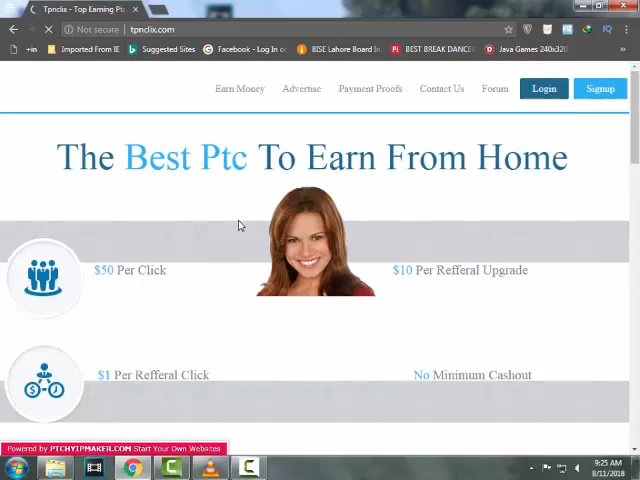 Tpnclix - Top Earning Pt
Not secure | tpnclix.com
+in Imported From IE Suggested Sites Facebook - Log In o BISE Lahore Board In BEST BREAK DANCE Java Games 240x320 »
Earn Money Advertise Payment Proofs Contact Us Forum Login Signup
The Best Ptc To Earn From Home
$50 Per Click
$10 Per Refferal Upgrade
$1 Per Refferal Click
No Minimum Cashout
Powered by PTCHYIPMAKER.COM Start Your Own Websites
9:25 AM
8/11/2018